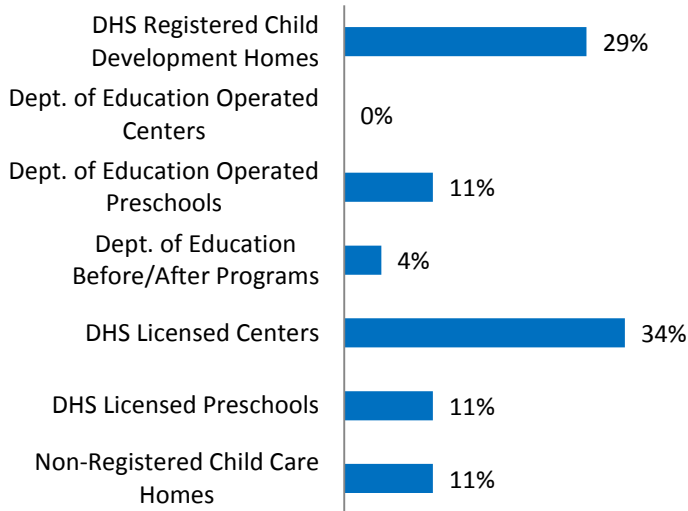 DHS Registered Child
Development Homes
29%
Dept. of Education Operated
Centers
0%
Dept. of Education Operated
Preschools
11%
Dept. of Education
Before/After Programs
4%
DHS Licensed Centers
34%
DHS Licensed Preschools
11%
Non-Registered Child Care
Homes
11%